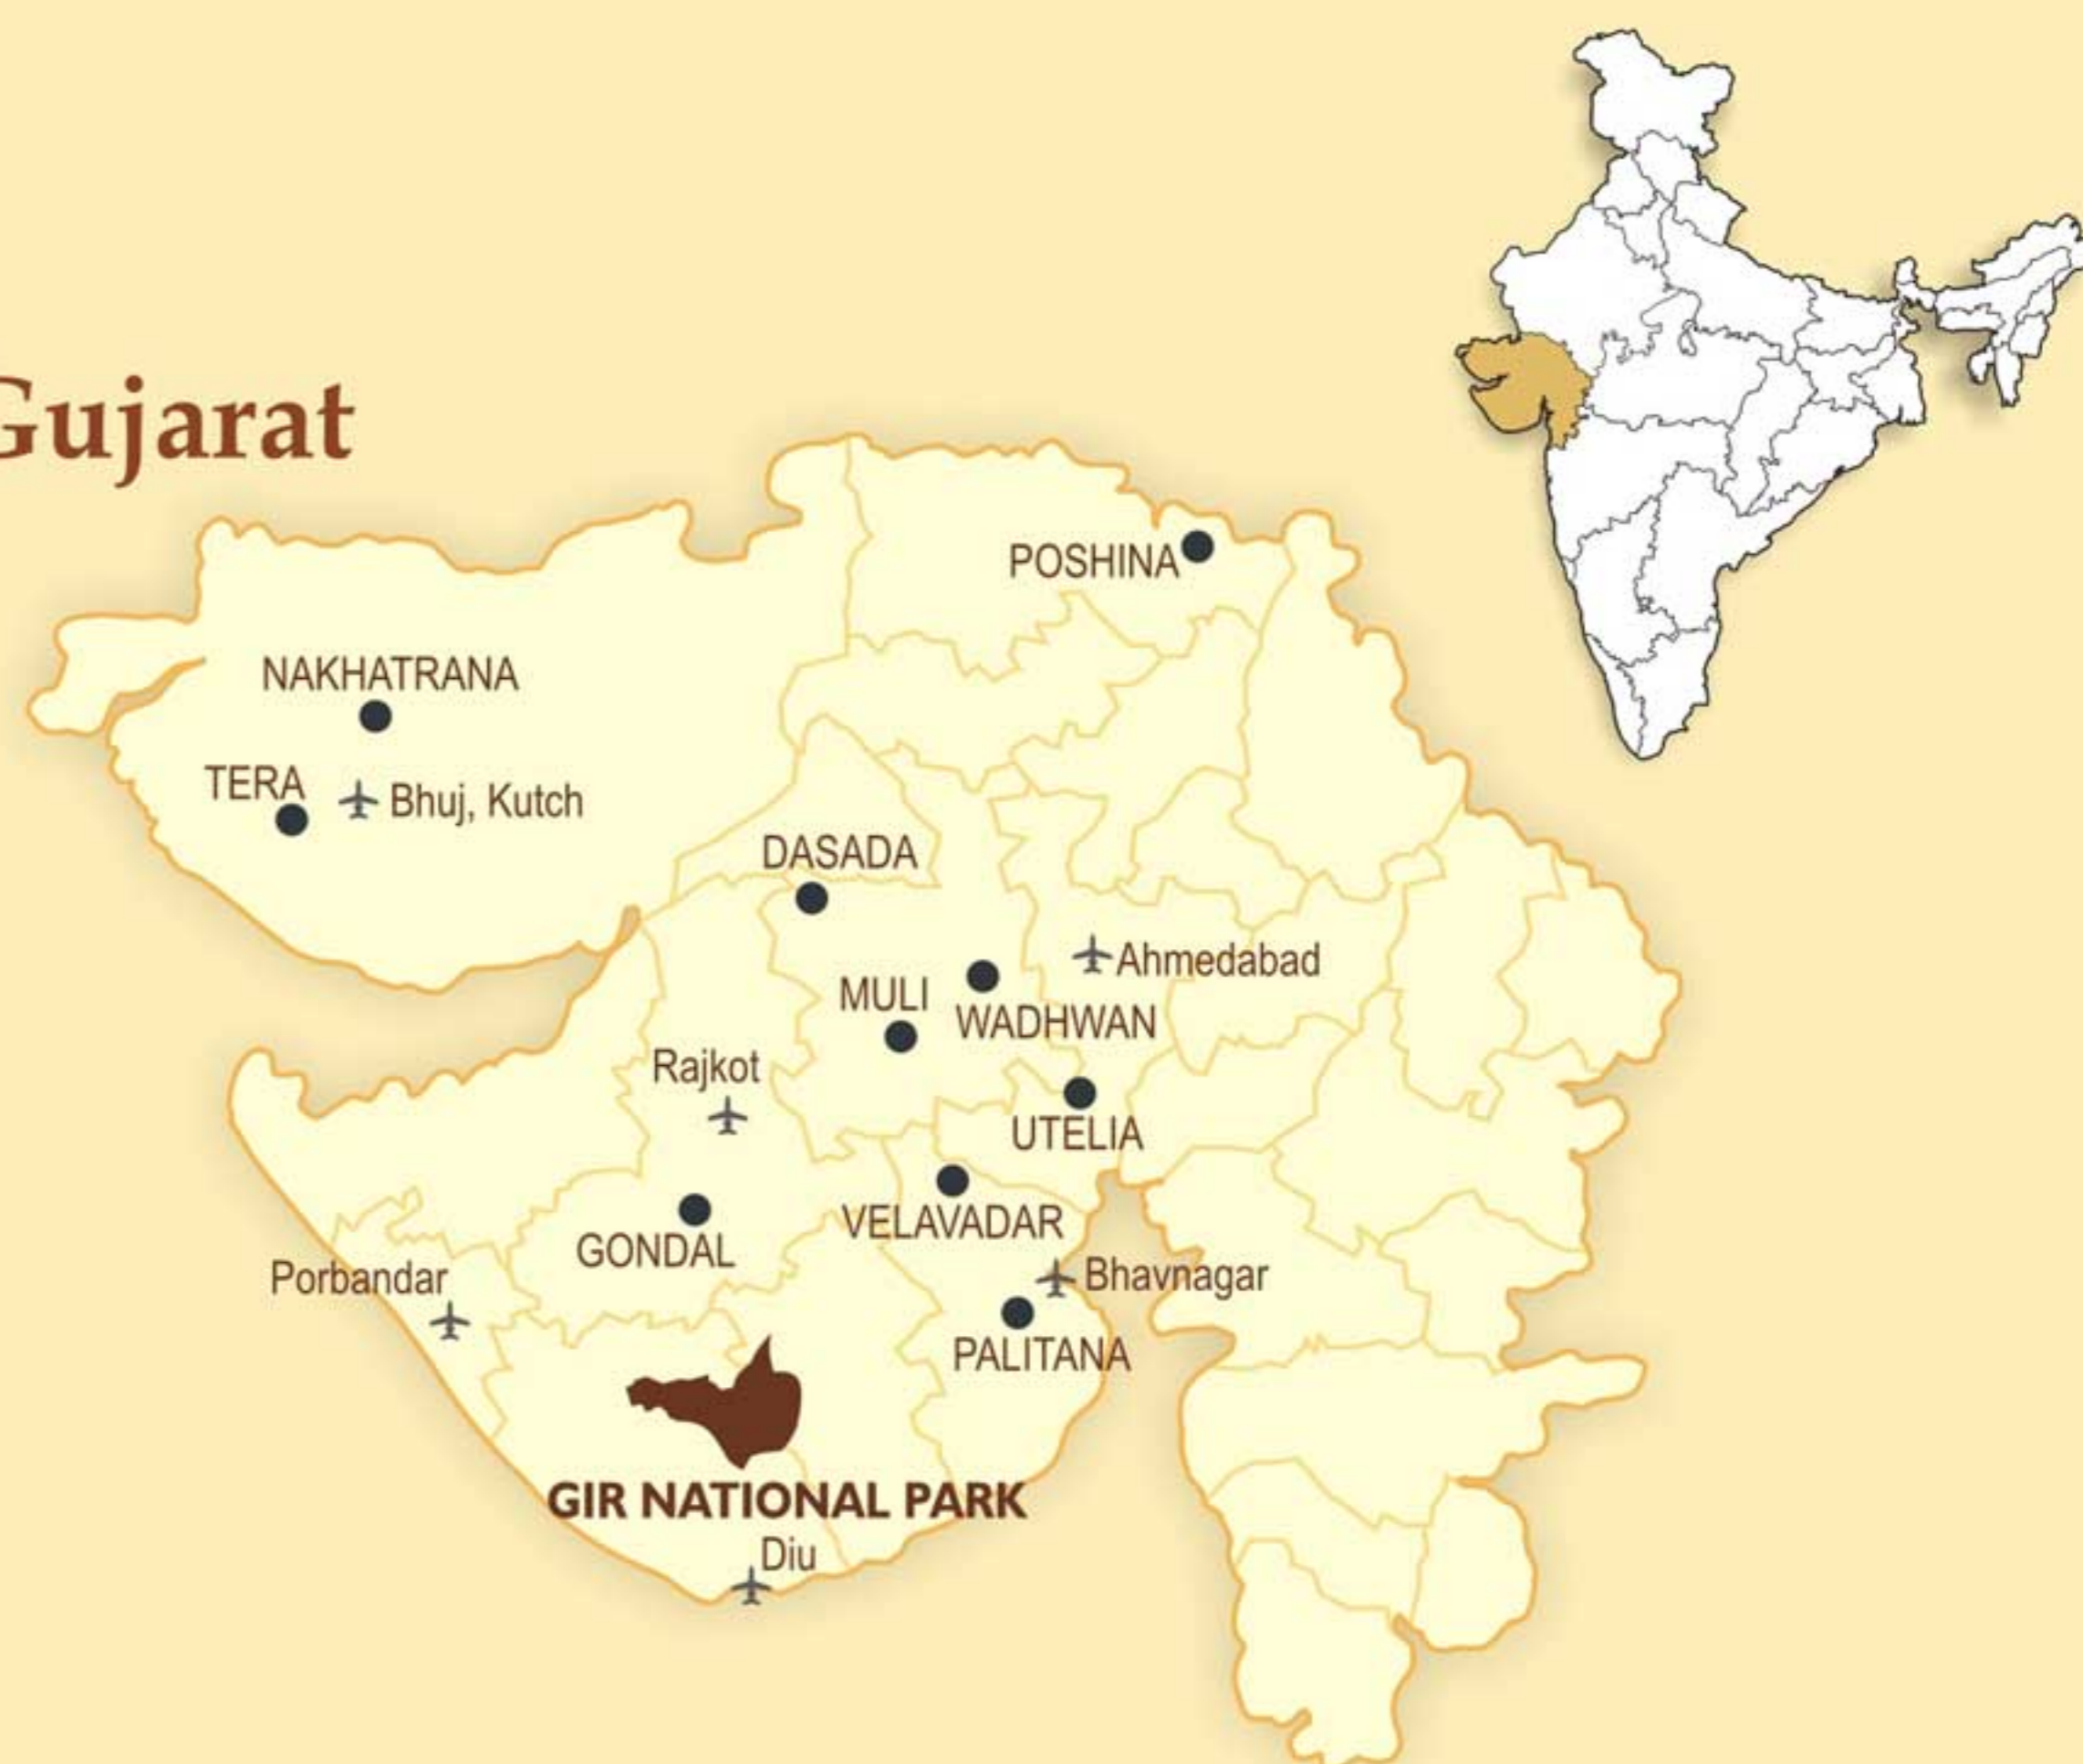 Gujarat
POSHINA
NAKHATRANA
TERA
Bhuj, Kutch
DASADA
Ahmedabad
MULI
WADHWAN
Rajkot
UTELIA
VELAVADAR
GONDAL
Porbandar
Bhavnagar
PALITANA
GIR NATIONAL PARK
Diu